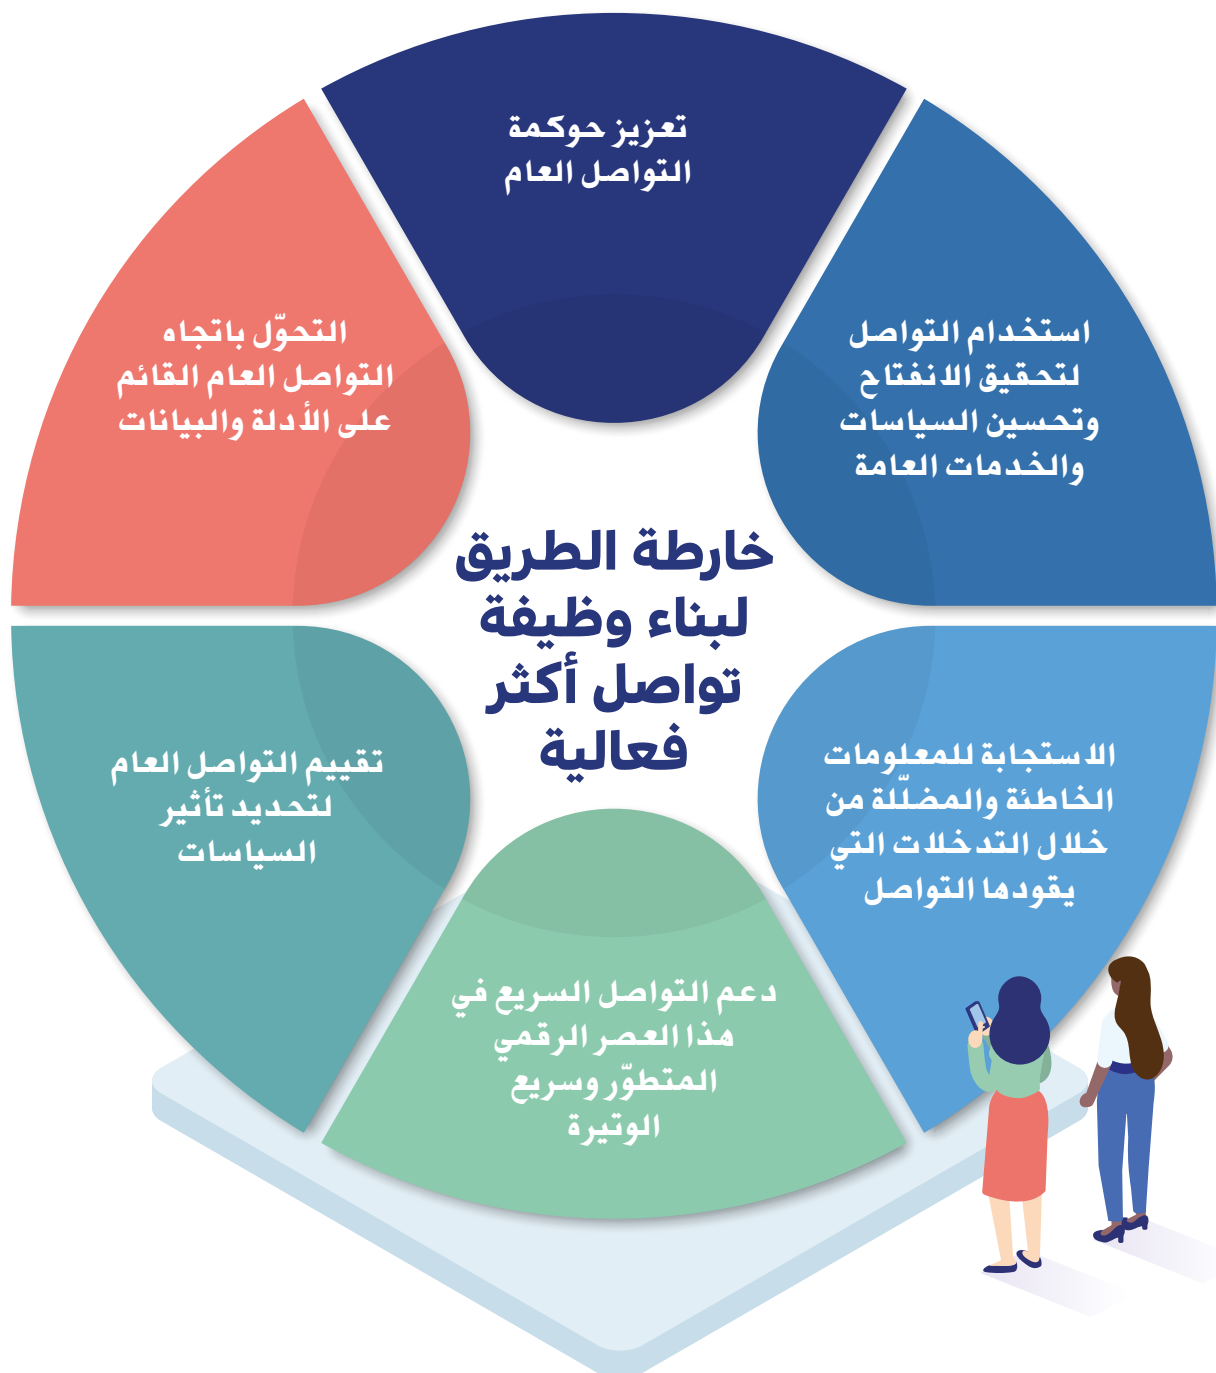 تعزيز حوكمة
التواصل العام
استخدام التواصل
لتحقيق الانفتاح
وتحسين السياسات
والخدمات العامة
الاستجابة للمعلومات
الخاطئة والمضلّلة من
خلال التدخلات التي
يقودها التواصل
دعم التواصل السريع في
هذا العصر الرقمي
المتطوّر وسريع
الوتيرة
تقييم التواصل العام
لتحديد تأثير
السياسات
التحوّل باتجاه
التواصل العام القائم
على الأدلة والبيانات
خارطة الطريق
لبناء وظيفة
تواصل أكثر
فعالية